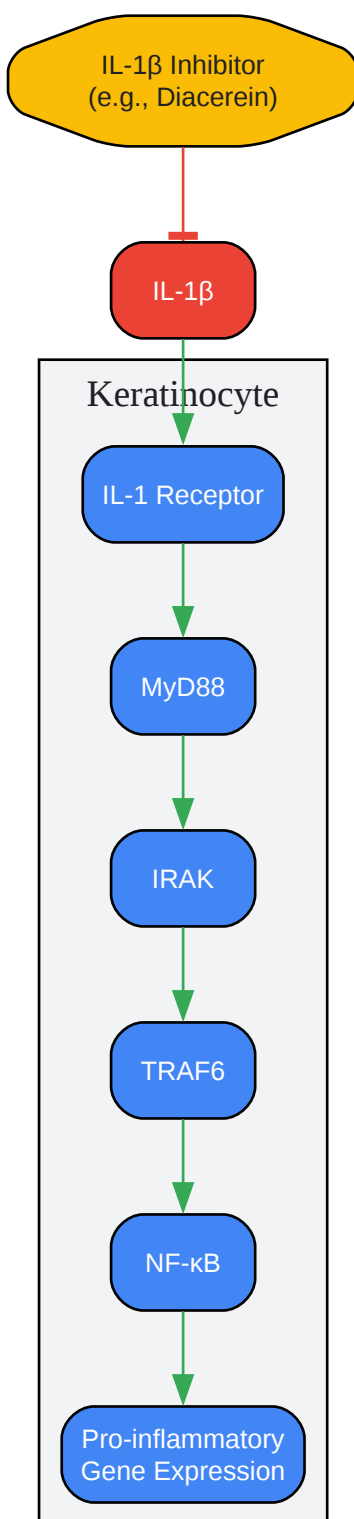 IL-1β Inhibitor
(e.g., Diacerein)
IL-1β
Keratinocyte
IL-1 Receptor
MyD88
IRAK
TRAF6
NF-κB
Pro-inflammatory
Gene Expression